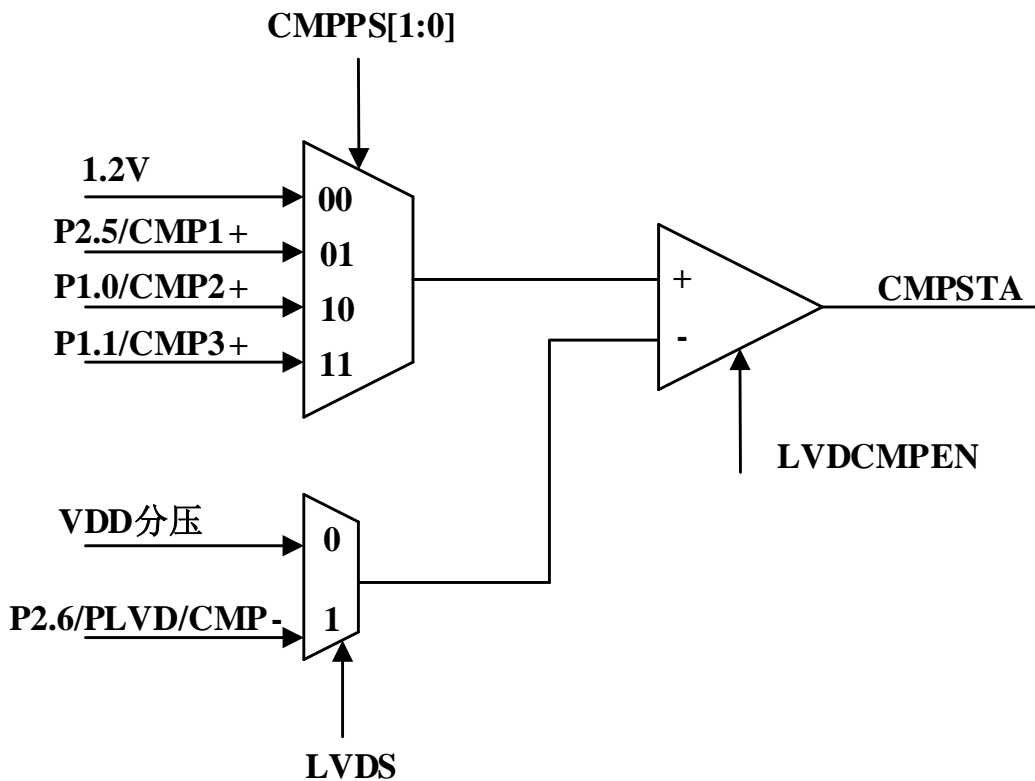 CMPPS[1:0]
1.2V
00
P2.5/CMP1+
01
P1.0/CMP2+
10
P1.1/CMP3+
11
+
-
CMPSTA
LVDCMPEN
VDD分压
0
P2.6/PLVD/CMP-
1
LVDS